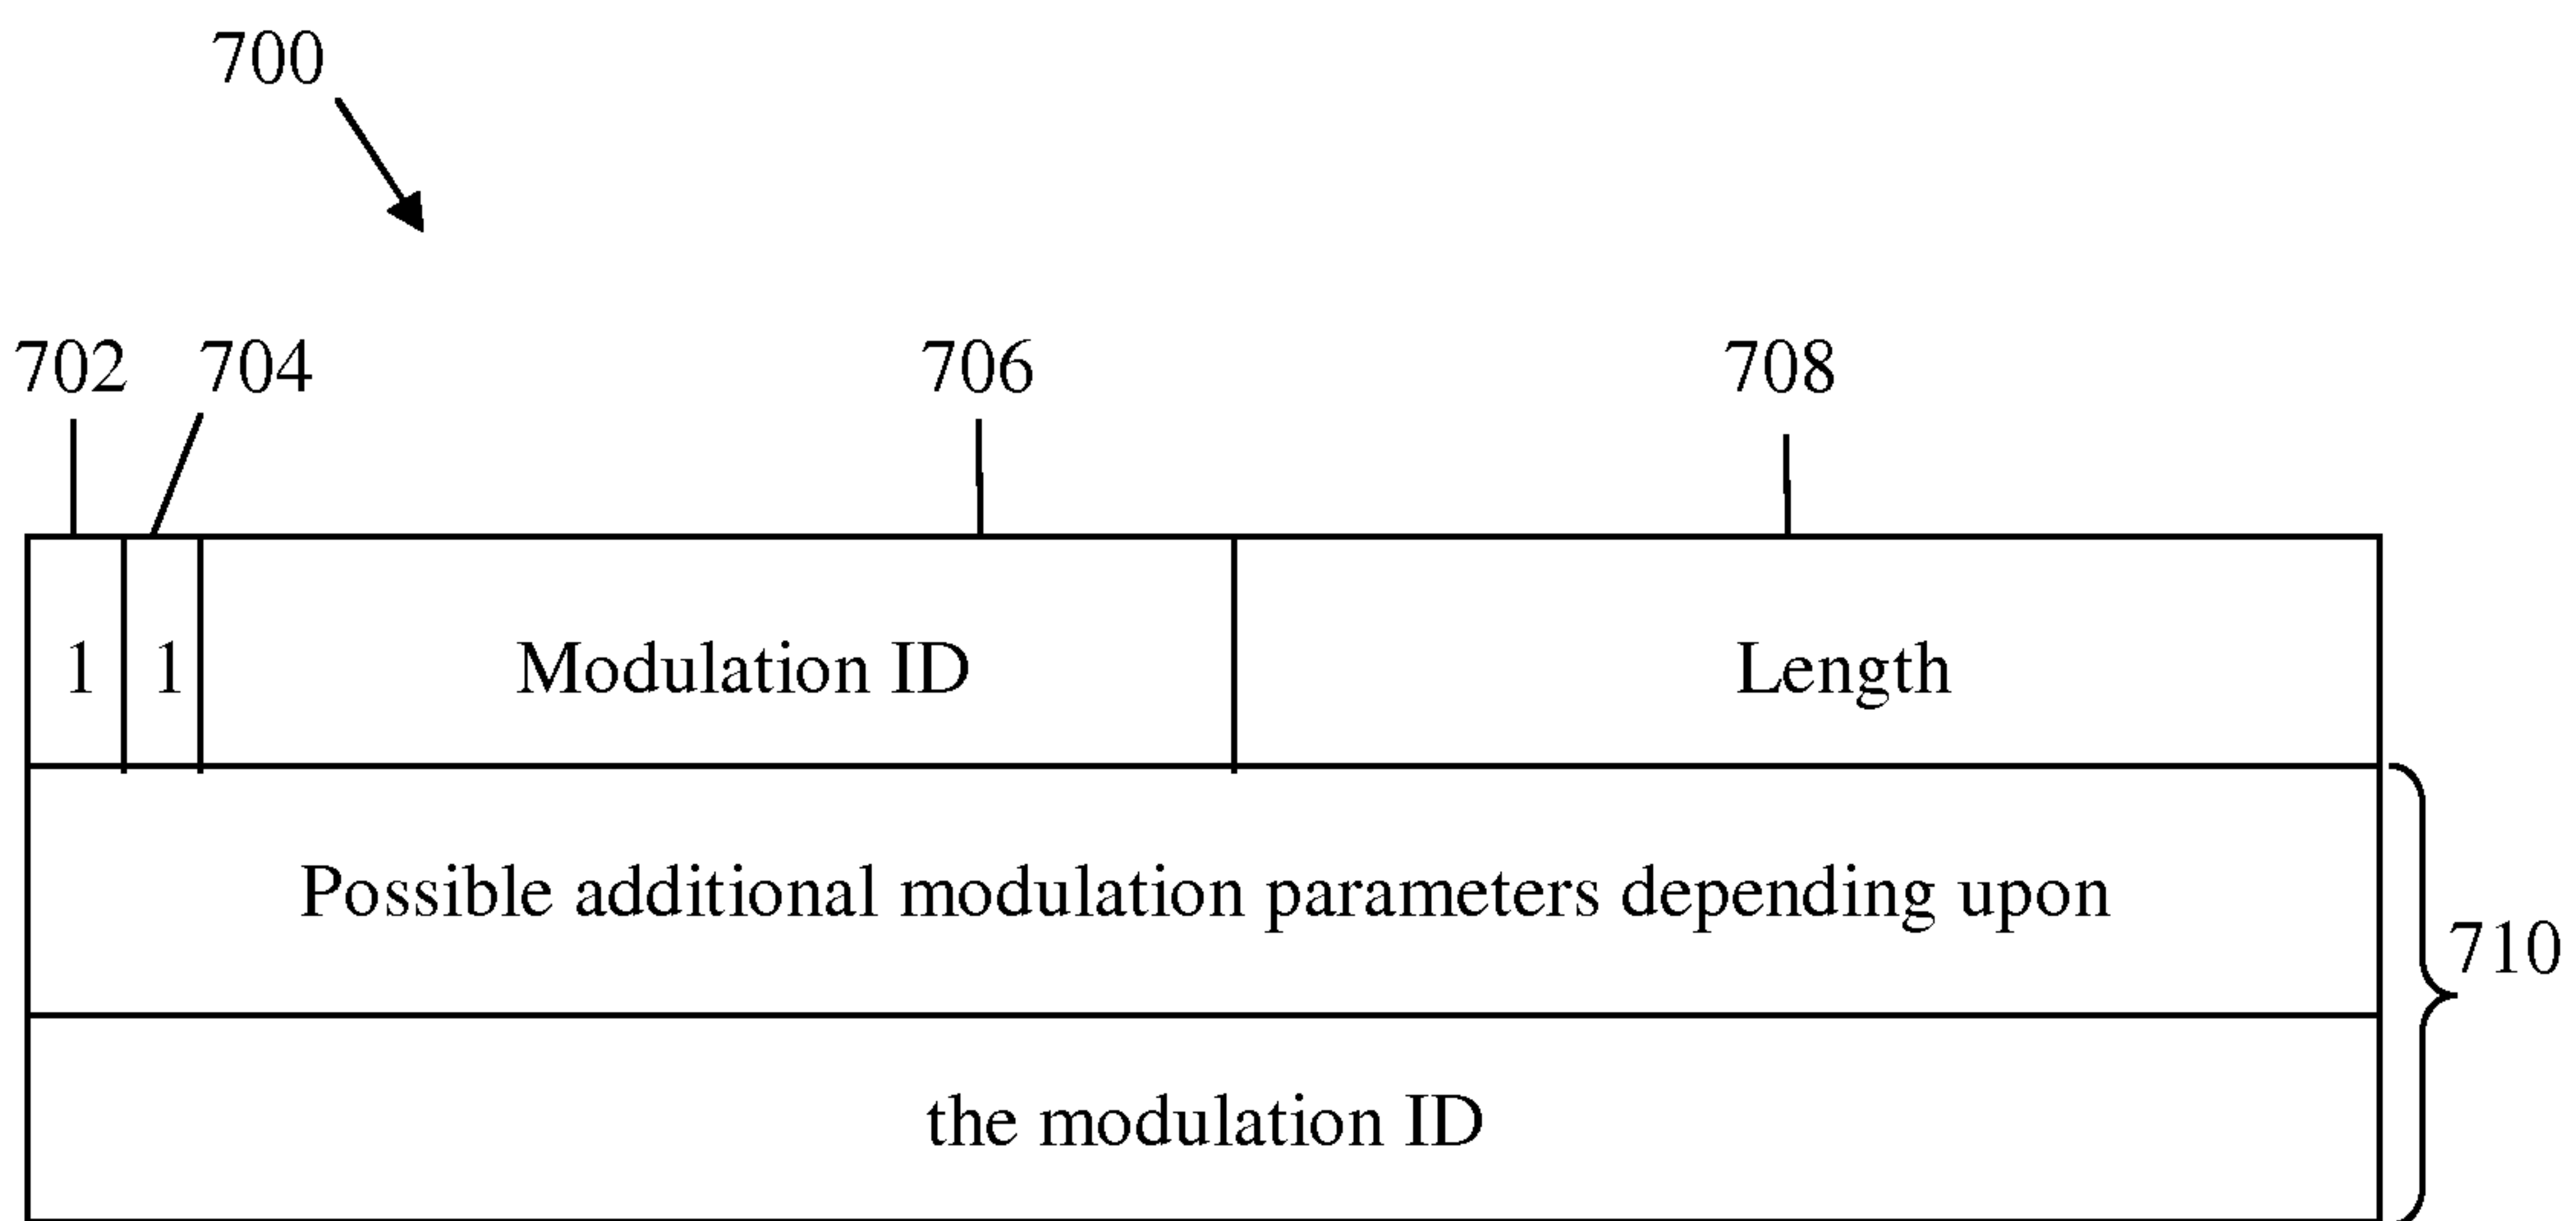 700
702 704 706 708
1 1 Modulation ID Length
Possible additional modulation parameters depending upon
710
the modulation ID